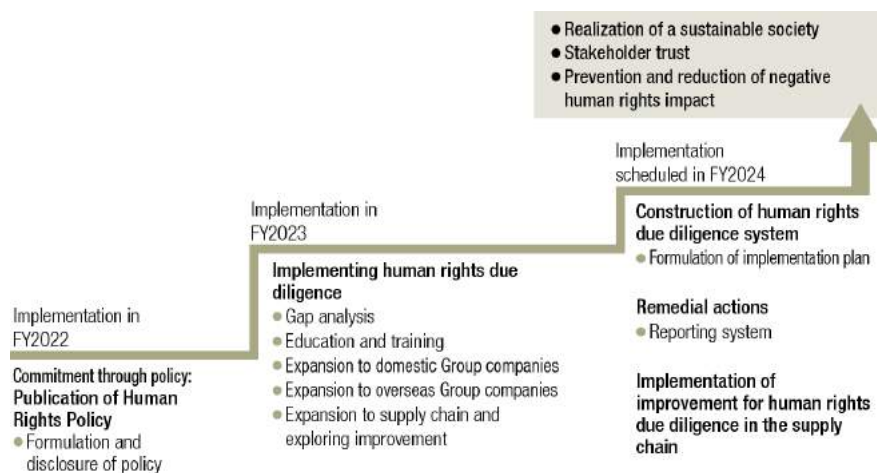 ● Realization of a sustainable society
● Stakeholder trust
● Prevention and reduction of negative
human rights impact
Implementation
scheduled in FY2024
Construction of human rights
due diligence system
● Formulation of implementation plan
Remedial actions
● Reporting system
Implementation of
improvement for human rights
due diligence in the supply
chain
Implementation in
FY2023
Implementing human rights due
diligence
● Gap analysis
● Education and training
● Expansion to domestic Group companies
● Expansion to overseas Group companies
● Expansion to supply chain and
exploring improvement
Implementation in
FY2022
Commitment through policy:
Publication of Human
Rights Policy
● Formulation and
disclosure of policy